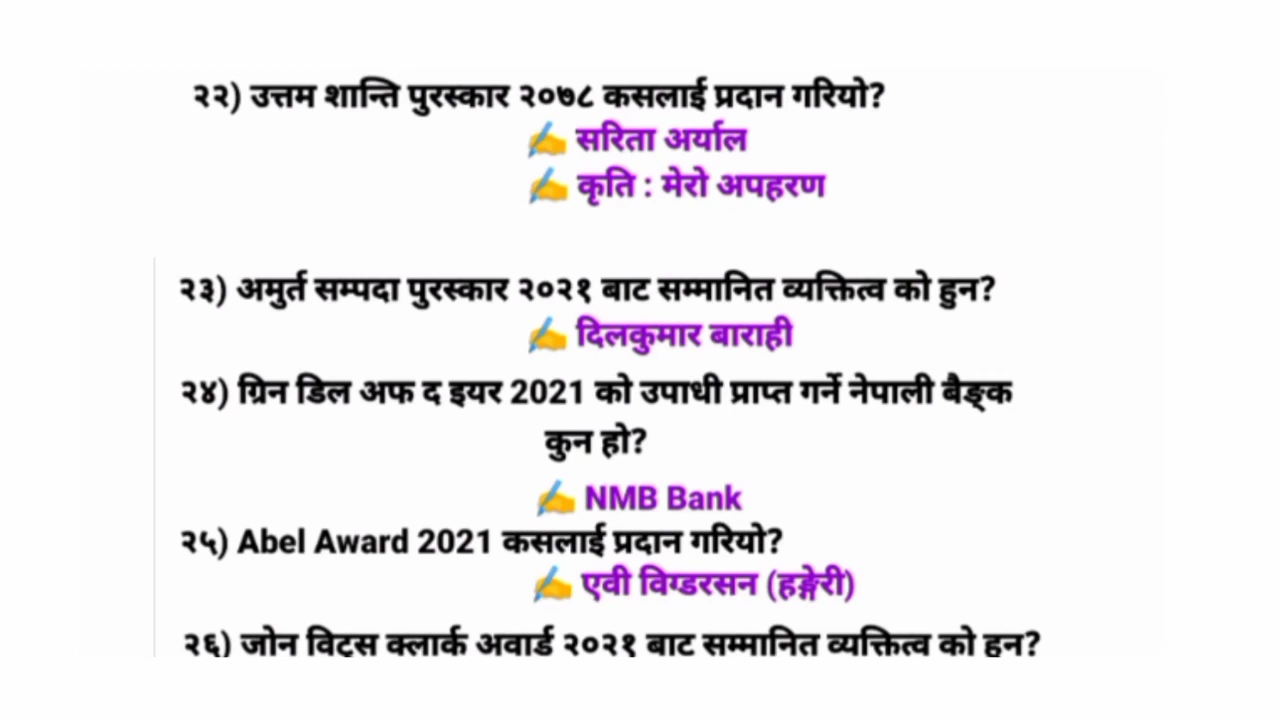 २२) उत्तम शान्ति पुरस्कार २०७८ कसलाई प्रदान गरियो?
✍️ सरिता अर्याल
✍️ कृति : मेरो अपहरण
२३) अमुर्त सम्पदा पुरस्कार २०२१ बाट सम्मानित व्यक्तित्व को हुन?
✍️ दिलकुमार बाराही
२४) ग्रिन डिल अफ द इयर 2021 को उपाधी प्राप्त गर्ने नेपाली बैङ्क
कुन हो?
✍️ NMB Bank
२५) Abel Award 2021 कसलाई प्रदान गरियो?
✍️ एवी विग्डरसन (हङ्गेरी)
२६) जोन विट्स क्लार्क अवार्ड २०२१ बाट सम्मानित व्यक्तित्व को हुन?